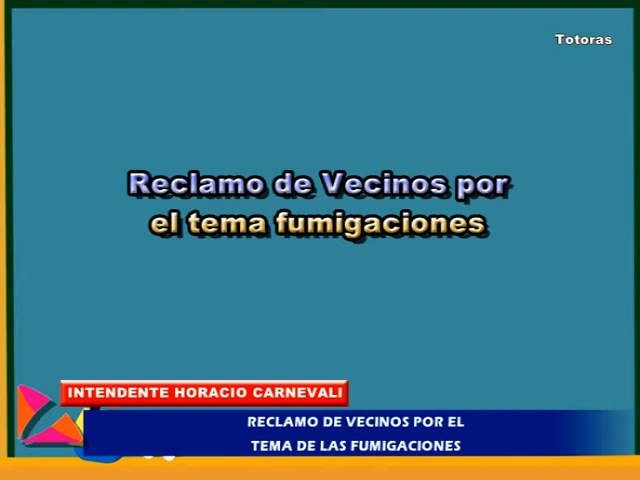 Totoras
Reclamo de Vecinos por
el tema fumigaciones
INTENDENTE HORACIO CARNEVALI
RECLAMO DE VECINOS POR EL
TEMA DE LAS FUMIGACIONES